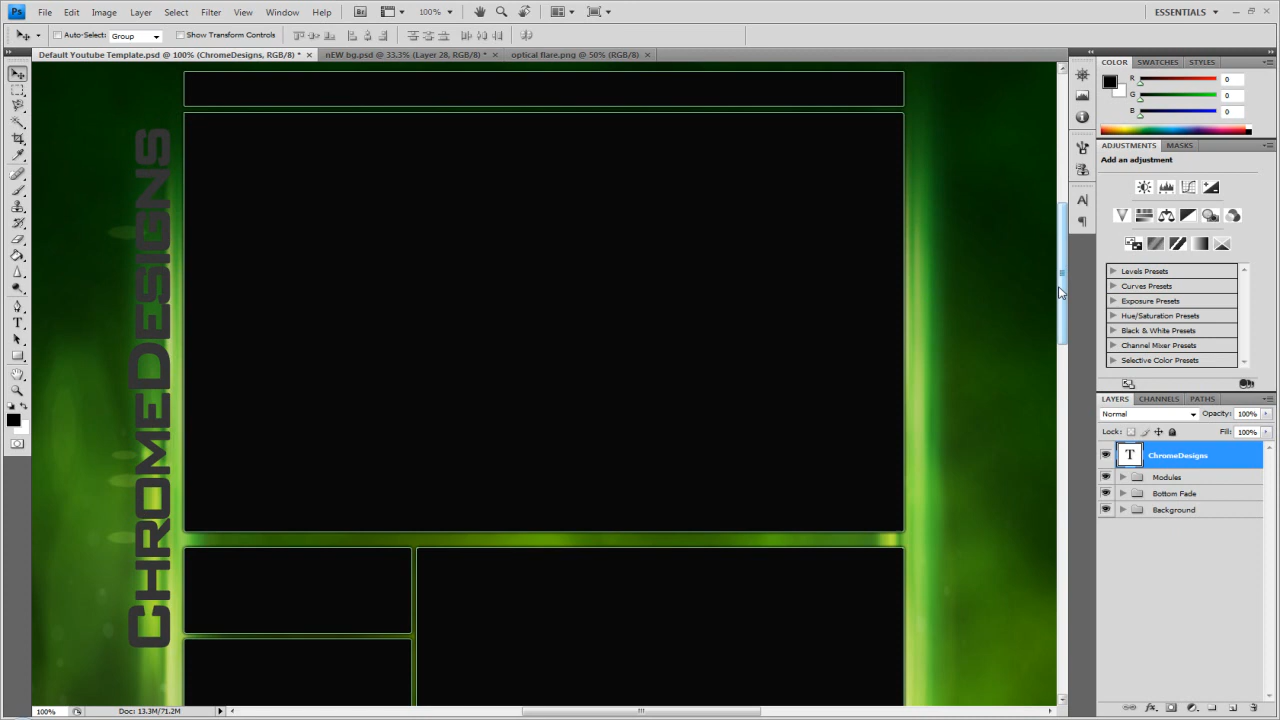 Ps File Edit Image Layer Select Filter View Window Help Br 100% ESSENTIALS
Auto-Select: Group Show Transform Controls
Default Youtube Template.psd @ 100% (ChromeDesigns, RGB/8) * × nEW bg.psd @ 33.3% (Layer 28, RGB/8) * × optical flare.png @ 50% (RGB/8) ×
COLOR SWATCHES STYLES
R 0
G 0
B 0
ADJUSTMENTS MASKS
Add an adjustment
Levels Presets
Curves Presets
Exposure Presets
Hue/Saturation Presets
Black & White Presets
Channel Mixer Presets
Selective Color Presets
LAYERS CHANNELS PATHS
Normal Opacity: 100%
Lock: Fill: 100%
T ChromeDesigns
Modules
Bottom Fade
Background
CHROMEDESIGNS
100% Doc: 13.3M/71.2M